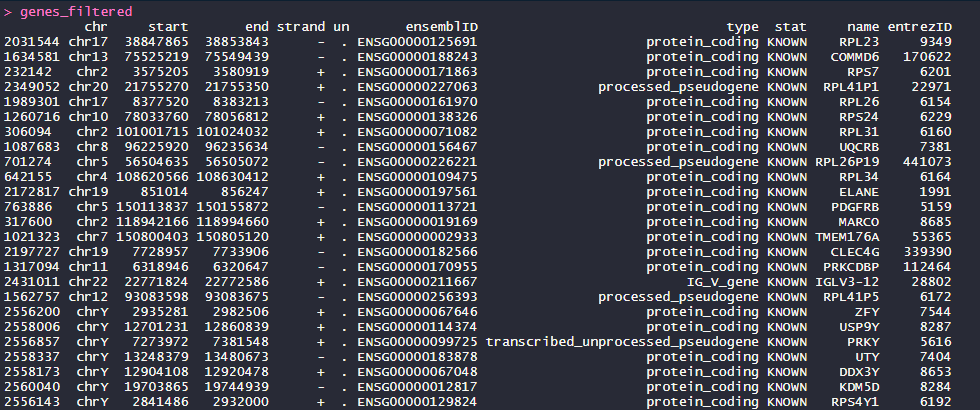 > genes_filtered
chr start end strand un ensemblID type stat name entrezID
2031544 chr17 38847865 38853843 - . ENSG00000125691 protein_coding KNOWN RPL23 9349
1634581 chr13 75525219 75549439 - . ENSG00000188243 protein_coding KNOWN COMMD6 170622
232142 chr2 3575205 3580919 + . ENSG00000171863 protein_coding KNOWN RPS7 6201
2349052 chr20 21755270 21755350 + . ENSG00000227063 processed_pseudogene KNOWN RPL41P1 22971
1989301 chr17 8377520 8383213 - . ENSG00000161970 protein_coding KNOWN RPL26 6154
1260716 chr10 78033760 78056812 + . ENSG00000138326 protein_coding KNOWN RPS24 6229
306094 chr2 101001715 101024032 + . ENSG00000071082 protein_coding KNOWN RPL31 6160
1087683 chr8 96225920 96235634 - . ENSG00000156467 protein_coding KNOWN UQCRB 7381
701274 chr5 56504635 56505072 - . ENSG00000226221 processed_pseudogene KNOWN RPL26P19 441073
642155 chr4 108620566 108630412 + . ENSG00000109475 protein_coding KNOWN RPL34 6164
2172817 chr19 851014 856247 + . ENSG00000197561 protein_coding KNOWN ELANE 1991
763886 chr5 150113837 150155872 - . ENSG00000113721 protein_coding KNOWN PDGFRB 5159
317600 chr2 118942166 118994660 + . ENSG00000019169 protein_coding KNOWN MARCO 8685
1021323 chr7 150800403 150805120 + . ENSG00000002933 protein_coding KNOWN TMEM176A 55365
2197727 chr19 7728957 7733906 - . ENSG00000182566 protein_coding KNOWN CLEC4G 339390
1317094 chr11 6318946 6320647 - . ENSG00000170955 protein_coding KNOWN PRKCDBP 112464
2431011 chr22 22771824 22772586 + . ENSG00000211667 IG_V_gene KNOWN IGLV3-12 28802
1562757 chr12 93083598 93083675 - . ENSG00000256393 processed_pseudogene KNOWN RPL41P5 6172
2556200 chrY 2935281 2982506 + . ENSG00000067646 protein_coding KNOWN ZFY 7544
2558006 chrY 12701231 12860839 + . ENSG00000114374 protein_coding KNOWN USP9Y 8287
2556857 chrY 7273972 7381548 + . ENSG00000099725 transcribed_unprocessed_pseudogene KNOWN PRKY 5616
2558337 chrY 13248379 13480673 - . ENSG00000183878 protein_coding KNOWN UTY 7404
2558173 chrY 12904108 12920478 + . ENSG00000067048 protein_coding KNOWN DDX3Y 8653
2560040 chrY 19703865 19744939 - . ENSG00000012817 protein_coding KNOWN KDM5D 8284
2556143 chrY 2841486 2932000 + . ENSG00000129824 protein_coding KNOWN RPS4Y1 6192